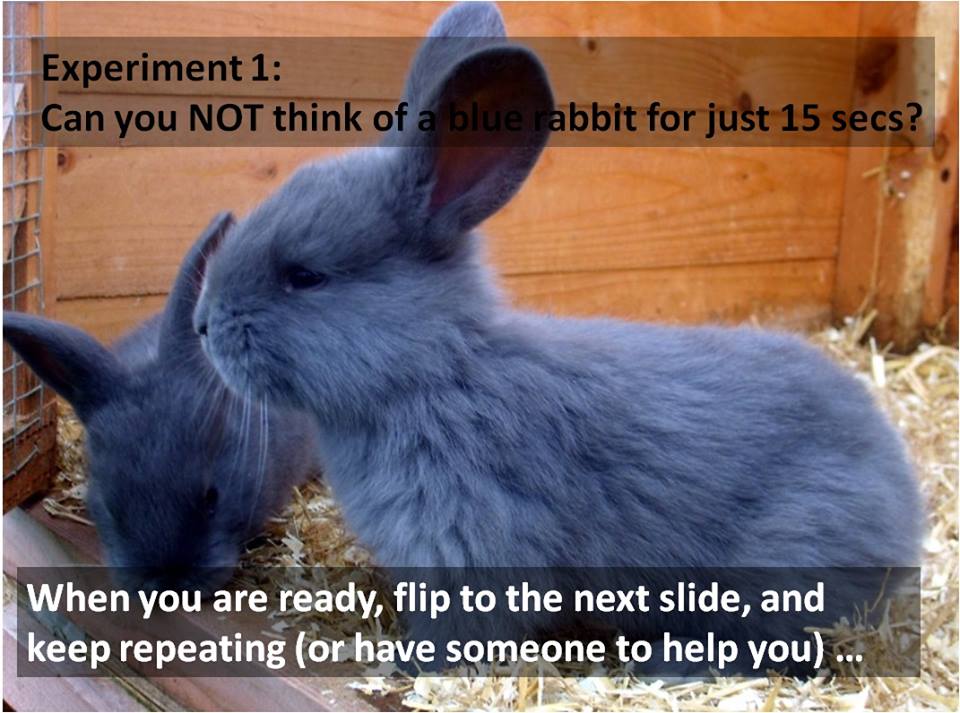 Experiment 1:
Can you NOT think of a blue rabbit for just 15 secs?
When you are ready, flip to the next slide, and
keep repeating (or have someone to help you) …